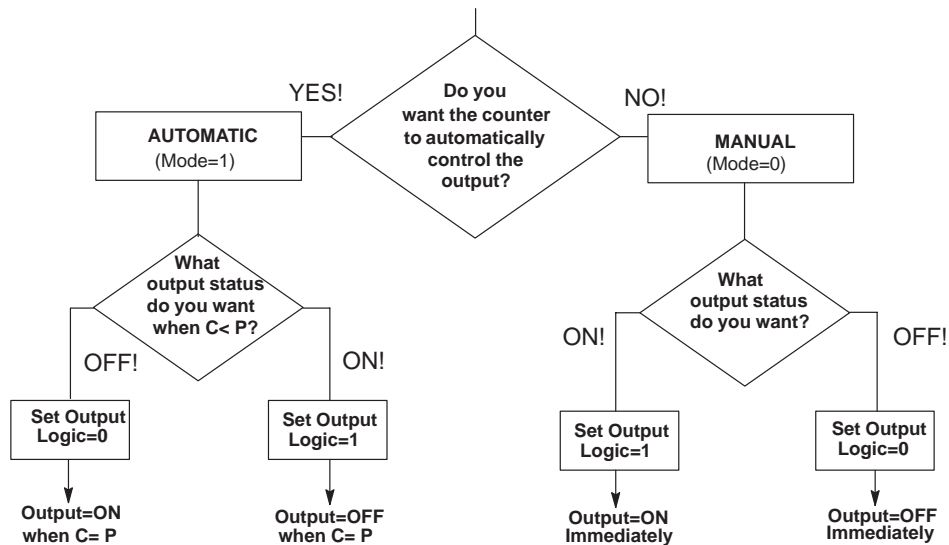 Do you
want the counter
to automatically
control the
output?
YES!
NO!
AUTOMATIC
(Mode=1)
MANUAL
(Mode=0)
What
output status
do you want
when C< P?
What
output status
do you want?
OFF!
ON!
ON!
OFF!
Set Output
Logic=0
Set Output
Logic=1
Set Output
Logic=1
Set Output
Logic=0
Output=ON
when C= P
Output=OFF
when C= P
Output=ON
Immediately
Output=OFF
Immediately